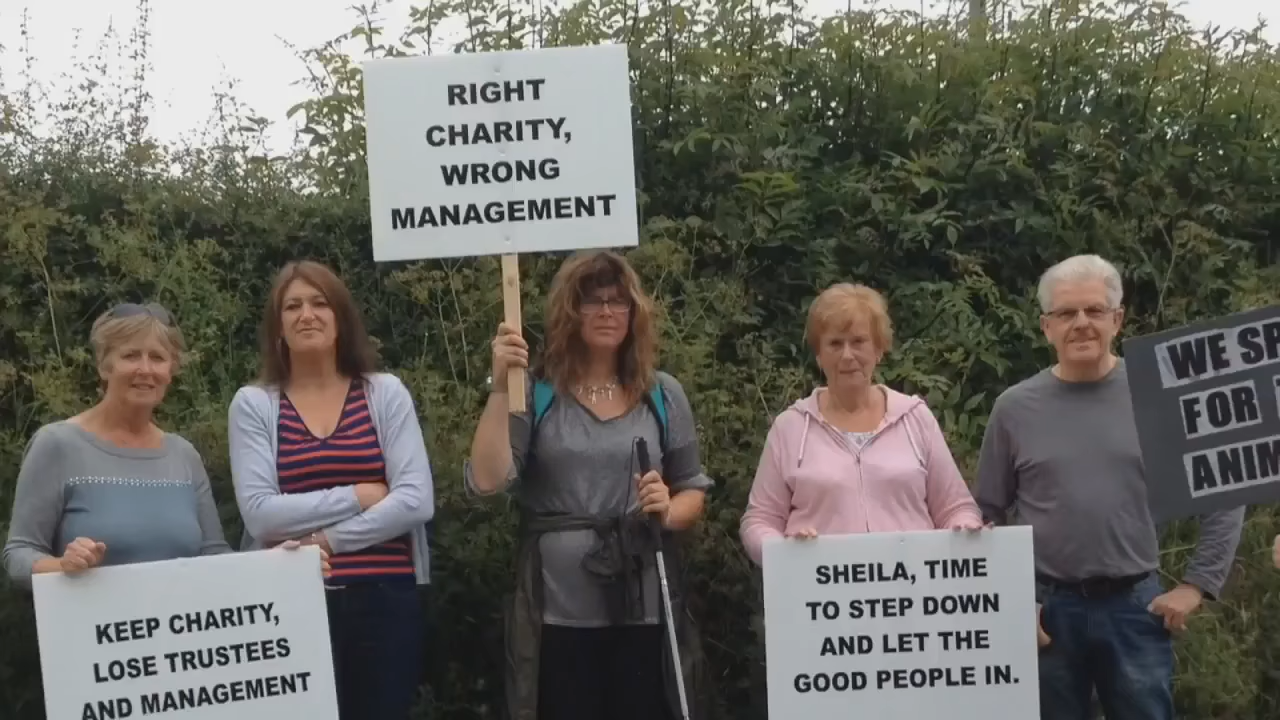 RIGHT
CHARITY,
WRONG
MANAGEMENT
KEEP CHARITY,
LOSE TRUSTEES
AND MANAGEMENT
SHEILA, TIME
TO STEP DOWN
AND LET THE
GOOD PEOPLE IN.
WE
FOR